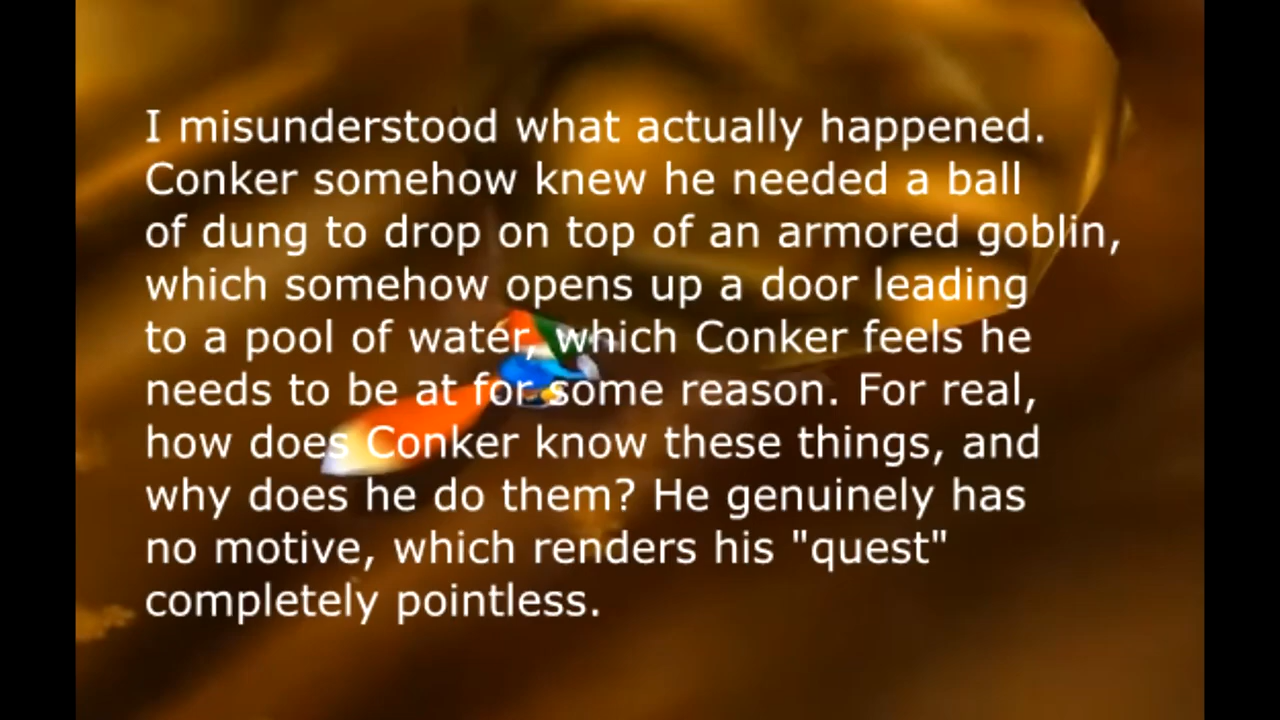 I misunderstood what actually happened.
Conker somehow knew he needed a ball
of dung to drop on top of an armored goblin,
which somehow opens up a door leading
to a pool of water, which Conker feels he
needs to be at for some reason. For real,
how does Conker know these things, and
why does he do them? He genuinely has
no motive, which renders his "quest"
completely pointless.